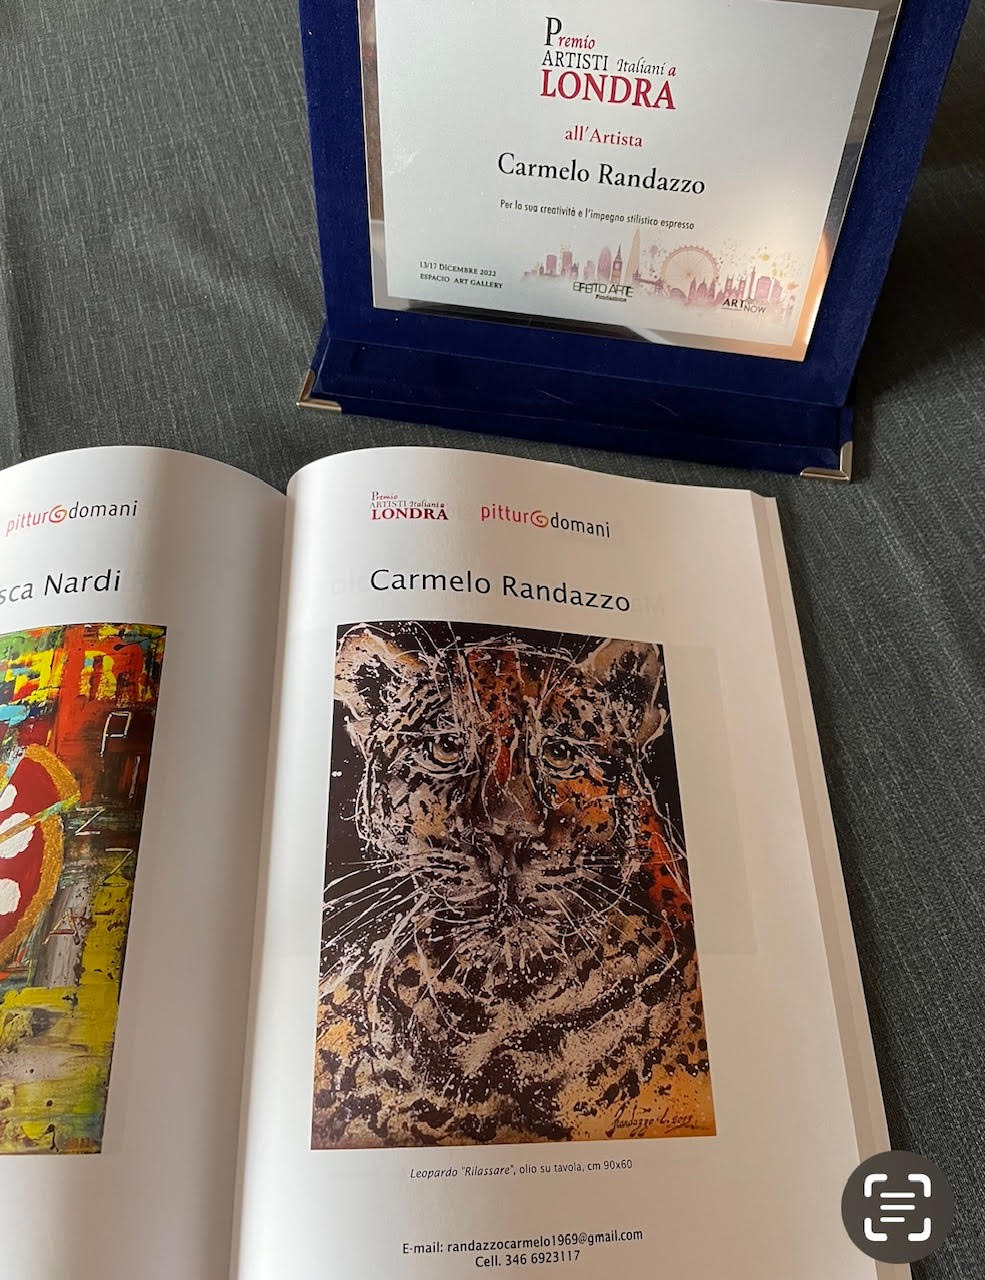 Premio
ARTISTI Italiani a
LONDRA
all'Artista
Carmelo Randazzo
Per la sua creatività e l'impegno stilistico espresso
13/17 DICEMBRE 2022
ESPACIO ART GALLERY
EFFETTO ARTE
Fondazione
ART NOW
pitturadomani
sca Nardi
P
N
Z
A
Premio
ARTISTI Italiani a
LONDRA
pitturadomani
Carmelo Randazzo
Randazzo C.
Leopardo "Rilassare", olio su tavola, cm 90x60
E-mail: randazzocarmelo1969@gmail.com
Cell. 346 6923117